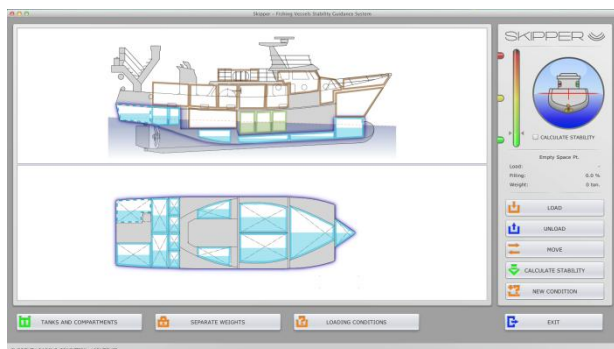 Skipper - Fishing Vessels Stability Guidance System
SKIPPER
CALCULATE STABILITY
Empty Space Pt.
Load: -
Filling: 0.0 %
Weight: 0 ton.
LOAD
UNLOAD
MOVE
CALCULATE STABILITY
NEW CONDITION
TANKS AND COMPARTMENTS
SEPARATE WEIGHTS
LOADING CONDITIONS
EXIT